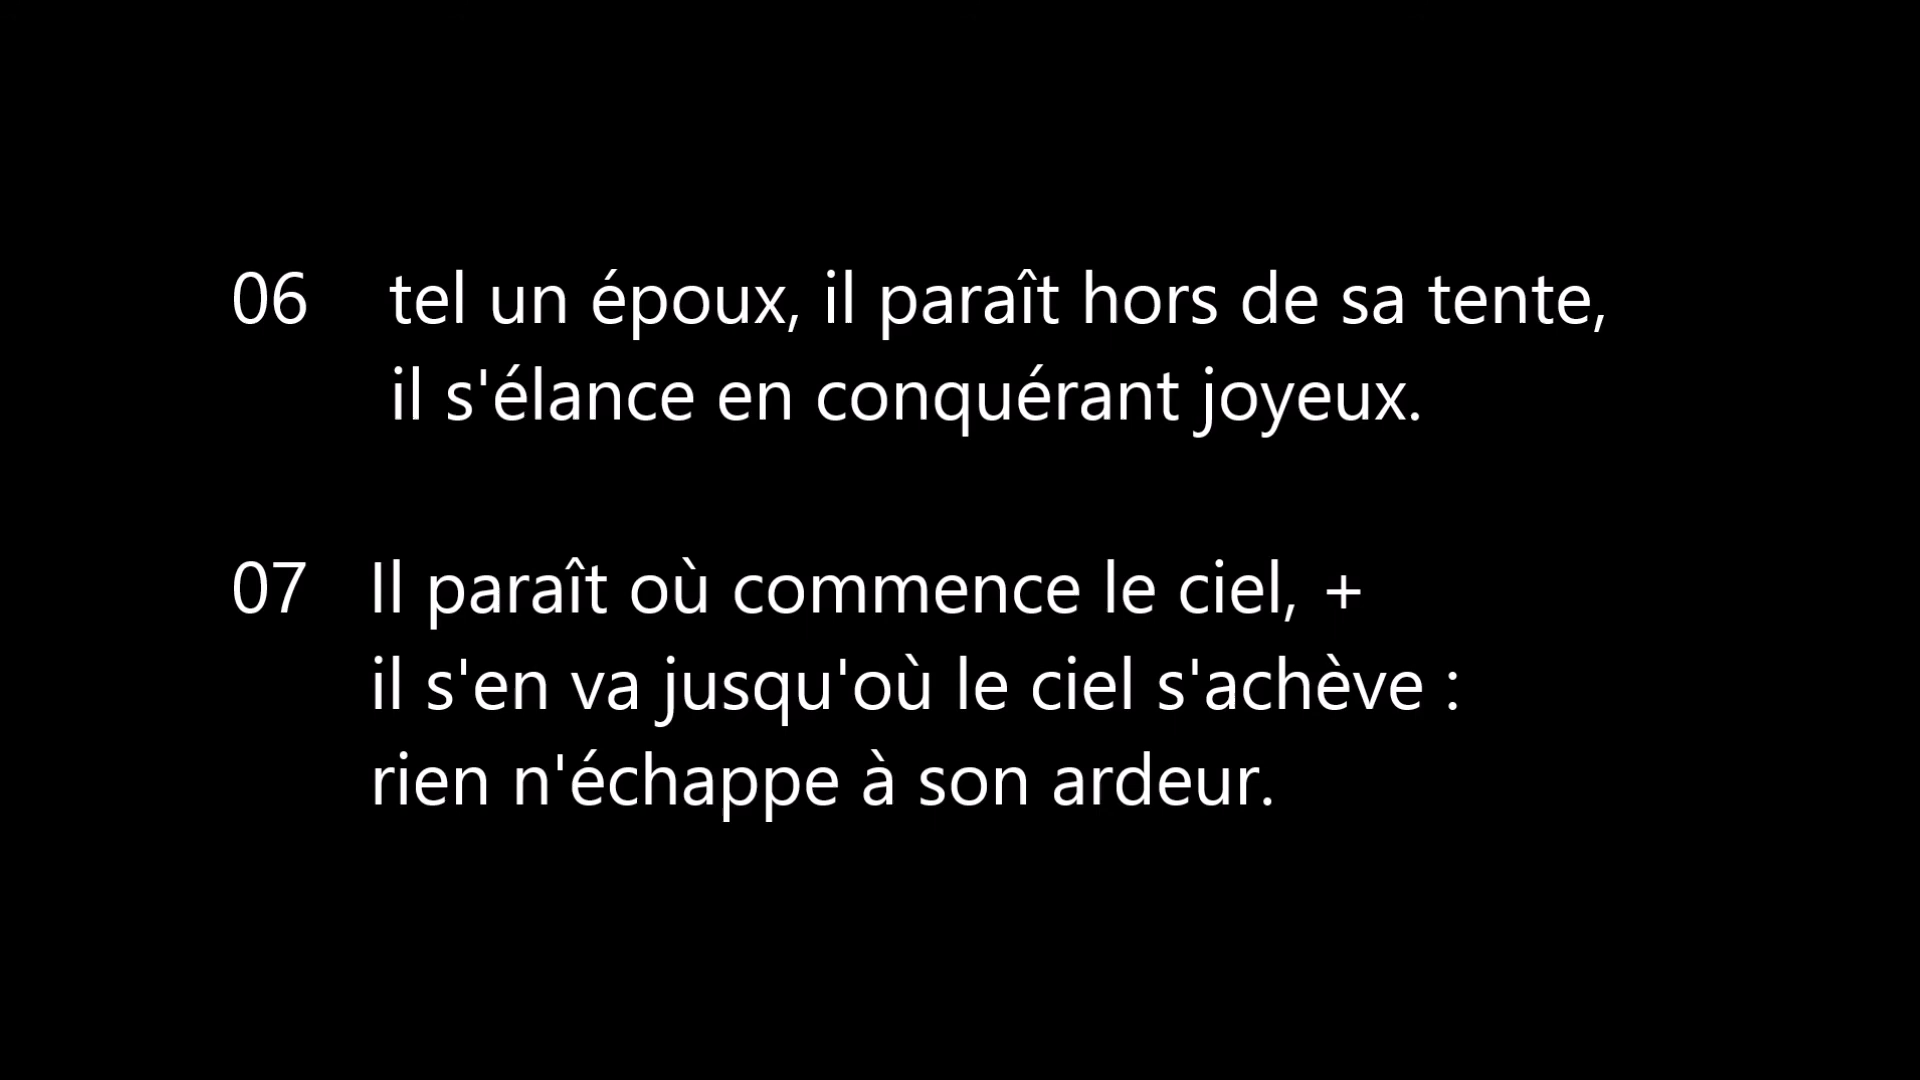 06 tel un époux, il paraît hors de sa tente,
il s'élance en conquérant joyeux.
07 Il paraît où commence le ciel, +
il s'en va jusqu'où le ciel s'achève :
rien n'échappe à son ardeur.